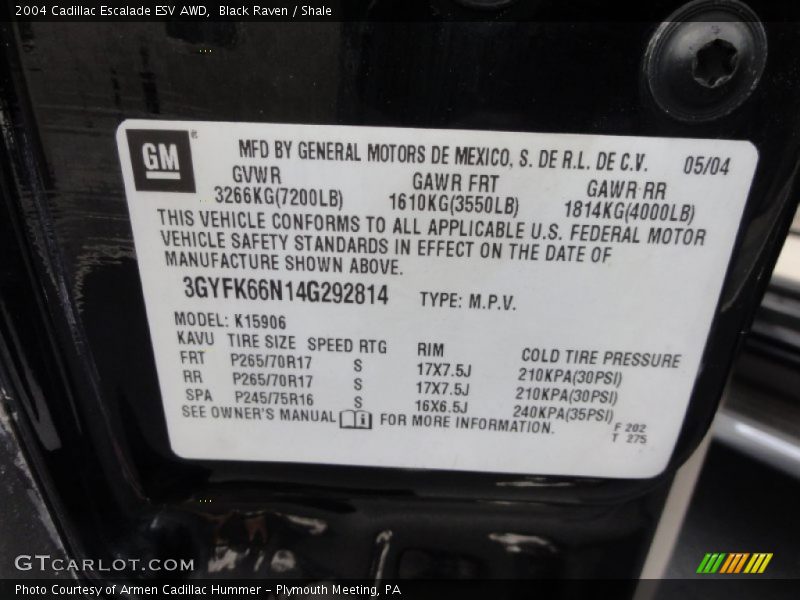 2004 Cadillac Escalade ESV AWD,  Black Raven / Shale
GM
®
MFD BY GENERAL MOTORS DE MEXICO, S. DE R.L. DE C.V. 05/04
GVWR GAWR FRT GAWR RR
3266KG(7200LB) 1610KG(3550LB) 1814KG(4000LB)
THIS VEHICLE CONFORMS TO ALL APPLICABLE U.S. FEDERAL MOTOR
VEHICLE SAFETY STANDARDS IN EFFECT ON THE DATE OF
MANUFACTURE SHOWN ABOVE.
3GYFK66N14G292814 TYPE: M.P.V.
MODEL: K15906
KAVU TIRE SIZE SPEED RTG RIM COLD TIRE PRESSURE
FRT P265/70R17 S 17X7.5J 210KPA(30PSI)
RR P265/70R17 S 17X7.5J 210KPA(30PSI)
SPA P245/75R16 S 16X6.5J 240KPA(35PSI)
SEE OWNER'S MANUAL FOR MORE INFORMATION.
F 202
T 275
GTCARLOT.COM
Photo Courtesy of Armen Cadillac Hummer - Plymouth Meeting, PA